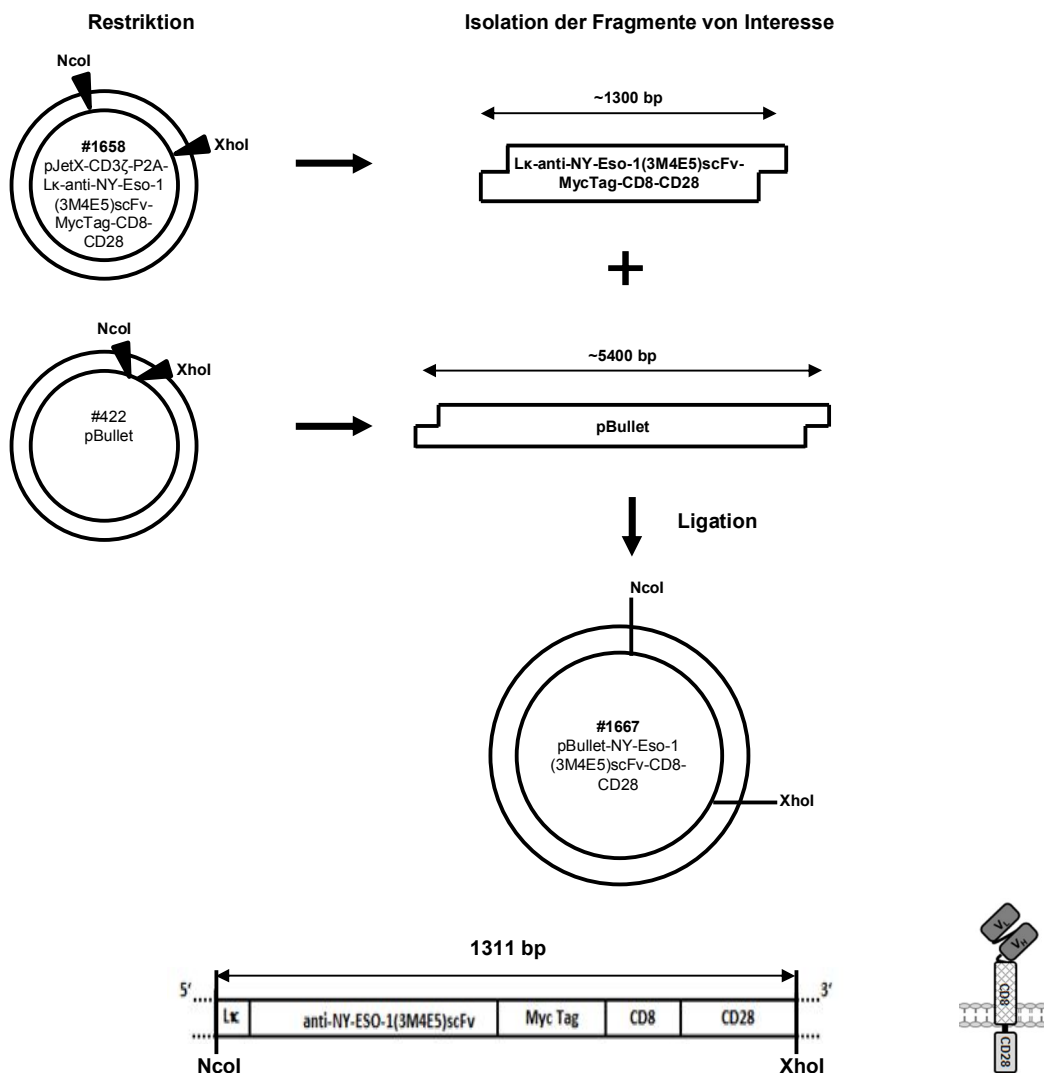 Restriktion
Isolation der Fragmente von Interesse
NcoI
XhoI
#1658
pJetX-CD3ζ-P2A-
Lκ-anti-NY-Eso-1
(3M4E5)scFv-
MycTag-CD8-
CD28
~1300 bp
Lκ-anti-NY-Eso-1(3M4E5)scFv-
MycTag-CD8-CD28
+
NcoI
XhoI
#422
pBullet
~5400 bp
pBullet
Ligation
NcoI
#1667
pBullet-NY-Eso-1
(3M4E5)scFv-CD8-
CD28
XhoI
1311 bp
5' 3'
Lκ anti-NY-ESO-1(3M4E5)scFv Myc Tag CD8 CD28
NcoI XhoI
VL
VH
CD8
CD28